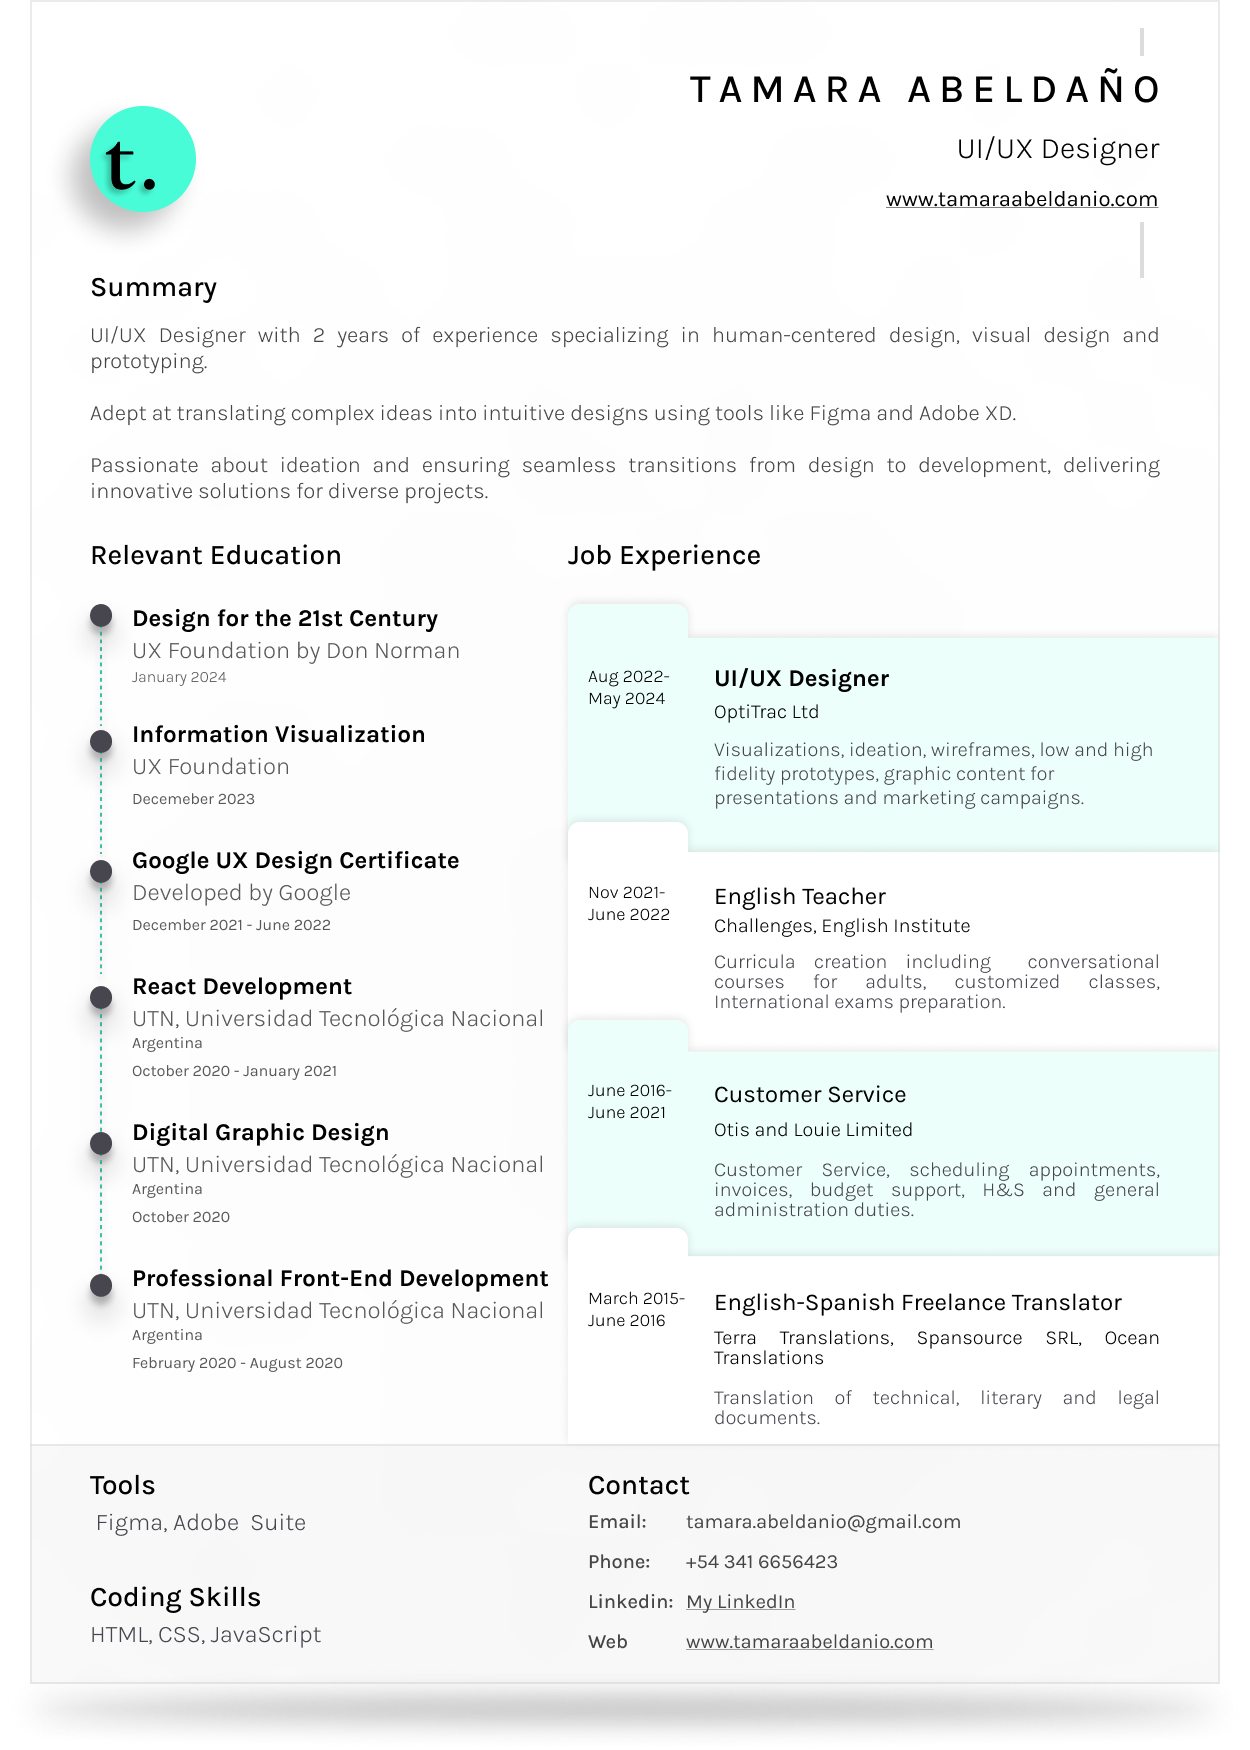 TAMARA ABELDAÑO
t.
UI/UX Designer
www.tamaraabeldanio.com
Summary
UI/UX Designer with 2 years of experience specializing in human-centered design, visual design and
prototyping.
Adept at translating complex ideas into intuitive designs using tools like Figma and Adobe XD.
Passionate about ideation and ensuring seamless transitions from design to development, delivering
innovative solutions for diverse projects.
Relevant Education
Design for the 21st Century
UX Foundation by Don Norman
January 2024
Information Visualization
UX Foundation
Decemeber 2023
Google UX Design Certificate
Developed by Google
December 2021 - June 2022
React Development
UTN, Universidad Tecnológica Nacional
Argentina
October 2020 - January 2021
Digital Graphic Design
UTN, Universidad Tecnológica Nacional
Argentina
October 2020
Professional Front-End Development
UTN, Universidad Tecnológica Nacional
Argentina
February 2020 - August 2020
Job Experience
Aug 2022-
May 2024
UI/UX Designer
OptiTrac Ltd
Visualizations, ideation, wireframes, low and high
fidelity prototypes, graphic content for
presentations and marketing campaigns.
Nov 2021-
June 2022
English Teacher
Challenges, English Institute
Curricula creation including conversational
courses for adults, customized classes,
International exams preparation.
June 2016-
June 2021
Customer Service
Otis and Louie Limited
Customer Service, scheduling appointments,
invoices, budget support, H&S and general
administration duties.
March 2015-
June 2016
English-Spanish Freelance Translator
Terra Translations, Spansource SRL, Ocean
Translations
Translation of technical, literary and legal
documents.
Tools
Figma, Adobe Suite
Coding Skills
HTML, CSS, JavaScript
Contact
Email: tamara.abeldanio@gmail.com
Phone: +54 341 6656423
Linkedin: My LinkedIn
Web www.tamaraabeldanio.com